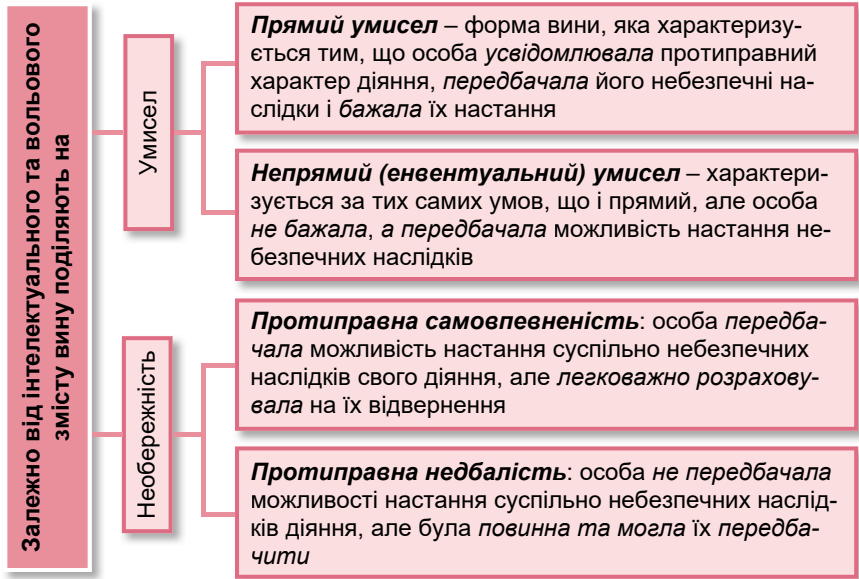 Залежно від інтелектуального та вольового
змісту вину поділяють на
Умисел
Прямий умисел – форма вини, яка характеризу-
ється тим, що особа усвідомлювала протиправний
характер діяння, передбачала його небезпечні на-
слідки і бажала їх настання
Непрямий (енвентуальний) умисел – характери-
зується за тих самих умов, що і прямий, але особа
не бажала, а передбачала можливість настання не-
безпечних наслідків
Необережність
Протиправна самовпевненість: особа передба-
чала можливість настання суспільно небезпечних
наслідків свого діяння, але легковажно розрахову-
вала на їх відвернення
Протиправна недбалість: особа не передбачала
можливості настання суспільно небезпечних наслід-
ків діяння, але була повинна та могла їх передба-
чити